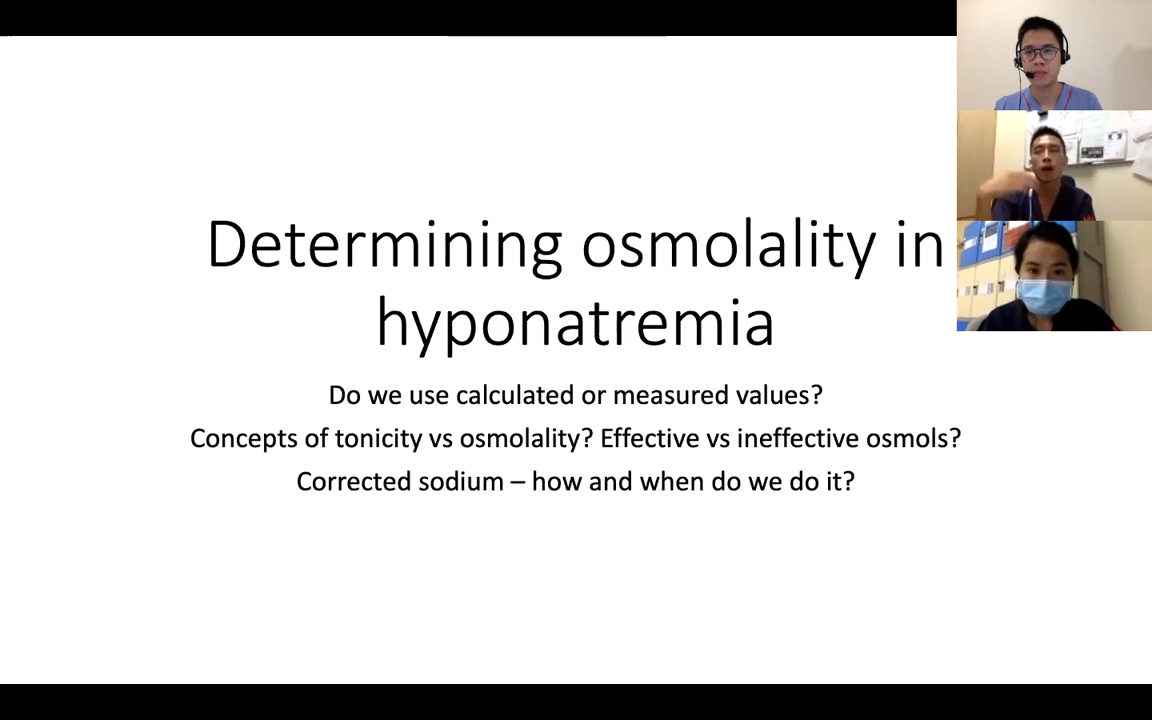 Determining osmolality in
hyponatremia
Do we use calculated or measured values?
Concepts of tonicity vs osmolality? Effective vs ineffective osmols?
Corrected sodium – how and when do we do it?